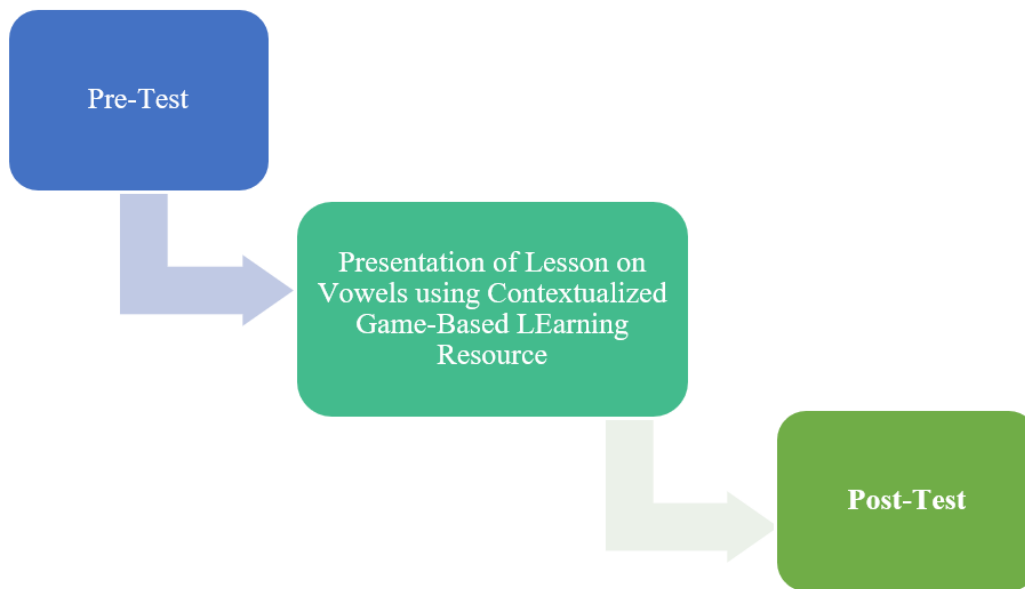 Pre-Test
Presentation of Lesson on
Vowels using Contextualized
Game-Based LEarning
Resource
Post-Test